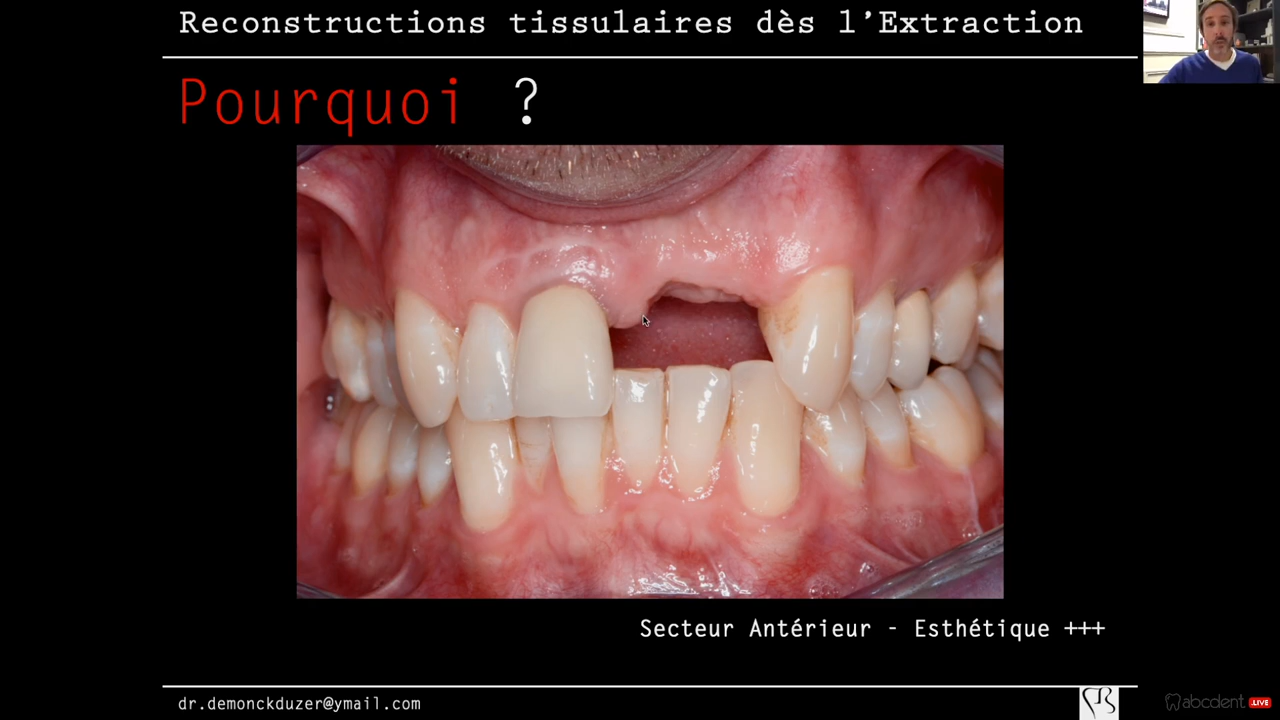 Reconstructions tissulaires dès l'Extraction
Pourquoi ?
Secteur Antérieur - Esthétique +++
dr.demonckduzer@ymail.com
abcdent LIVE